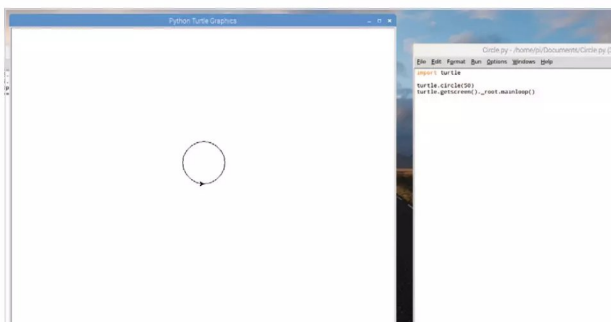 Python Turtle Graphics
Circle.py - /home/pi/Documents/Circle.py (3
File Edit Format Run Options Windows Help
import turtle
turtle.circle(50)
turtle.getscreen()._root.mainloop()